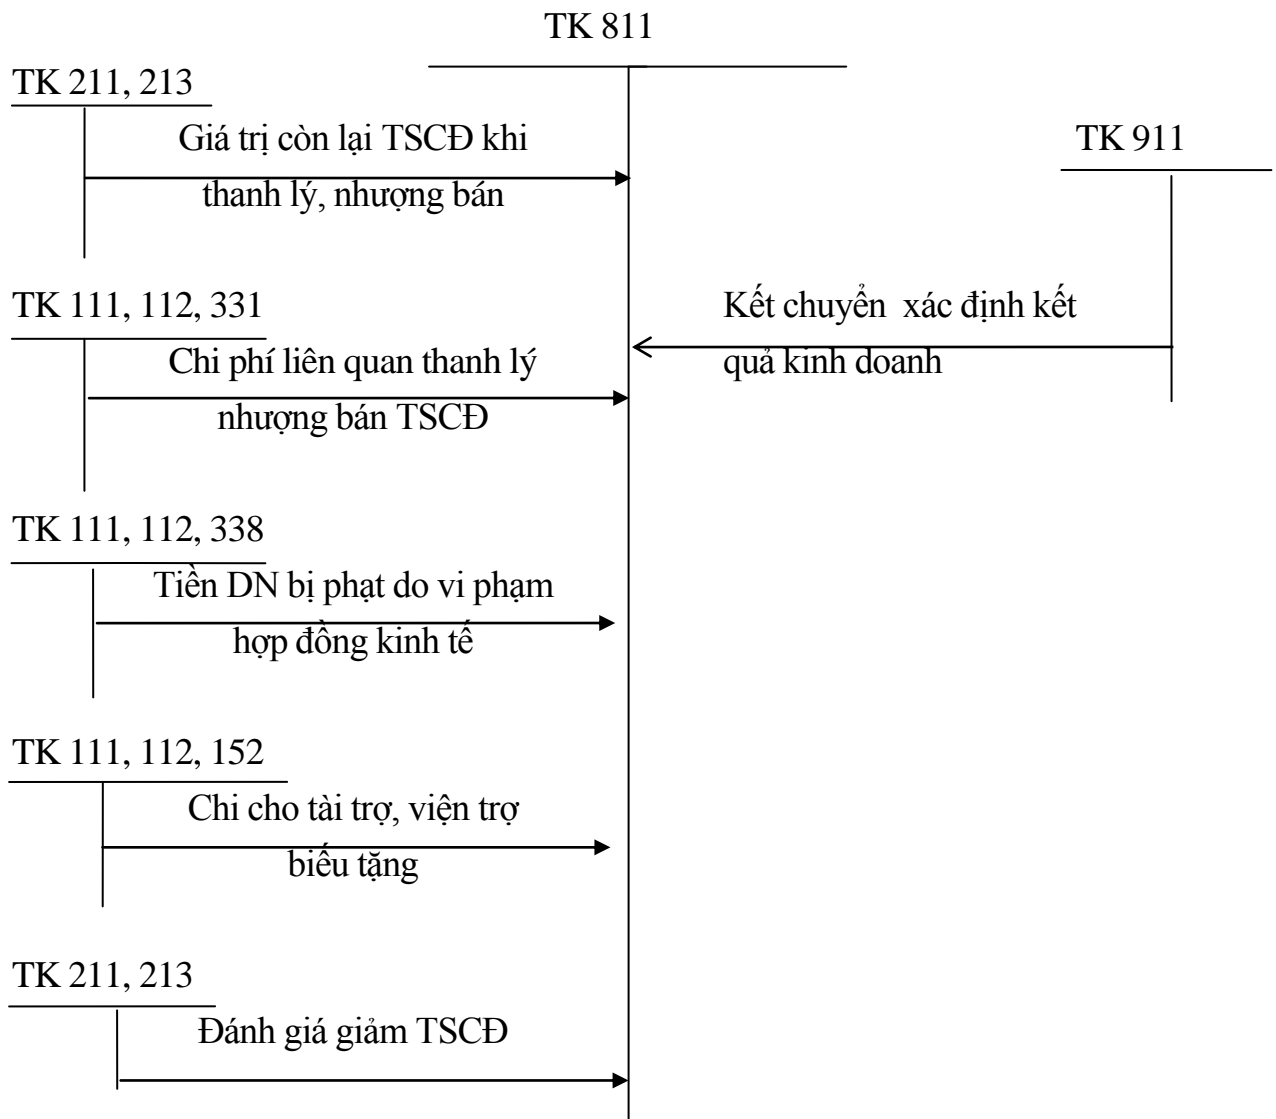 TK 811
TK 211, 213
Giá trị còn lại TSCĐ khi
thanh lý, nhượng bán
TK 911
TK 111, 112, 331
Chi phí liên quan thanh lý
nhượng bán TSCĐ
Kết chuyển xác định kết
quả kinh doanh
TK 111, 112, 338
Tiền DN bị phạt do vi phạm
hợp đồng kinh tế
TK 111, 112, 152
Chi cho tài trợ, viện trợ
biếu tặng
TK 211, 213
Đánh giá giảm TSCĐ